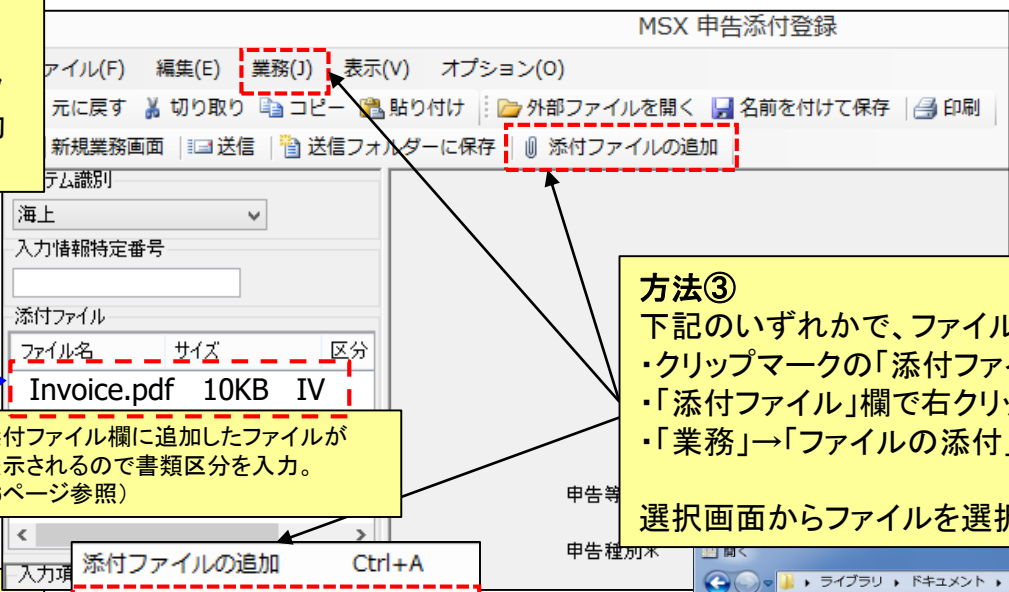 MSX 申告添付登録
ァイル(F) 編集(E) 業務(J) 表示(V) オプション(O)
元に戻す 切り取り コピー 貼り付け 外部ファイルを開く 名前を付けて保存 印刷
新規業務画面 送信 送信フォルダーに保存 添付ファイルの追加
テム識別
海上
入力情報特定番号
添付ファイル
ファイル名 サイズ 区分
Invoice.pdf 10KB IV
付ファイル欄に追加したファイルが
示されるので書類区分を入力。
ページ参照）
方法③
下記のいずれかで、ファイル
・クリップマークの「添付ファ
・「添付ファイル」欄で右クリッ
・「業務」→「ファイルの添付」
選択画面からファイルを選択
申告等
申告種別※
入力項
添付ファイルの追加 Ctrl+A
開く
ライブラリ ▸ ドキュメント ▸